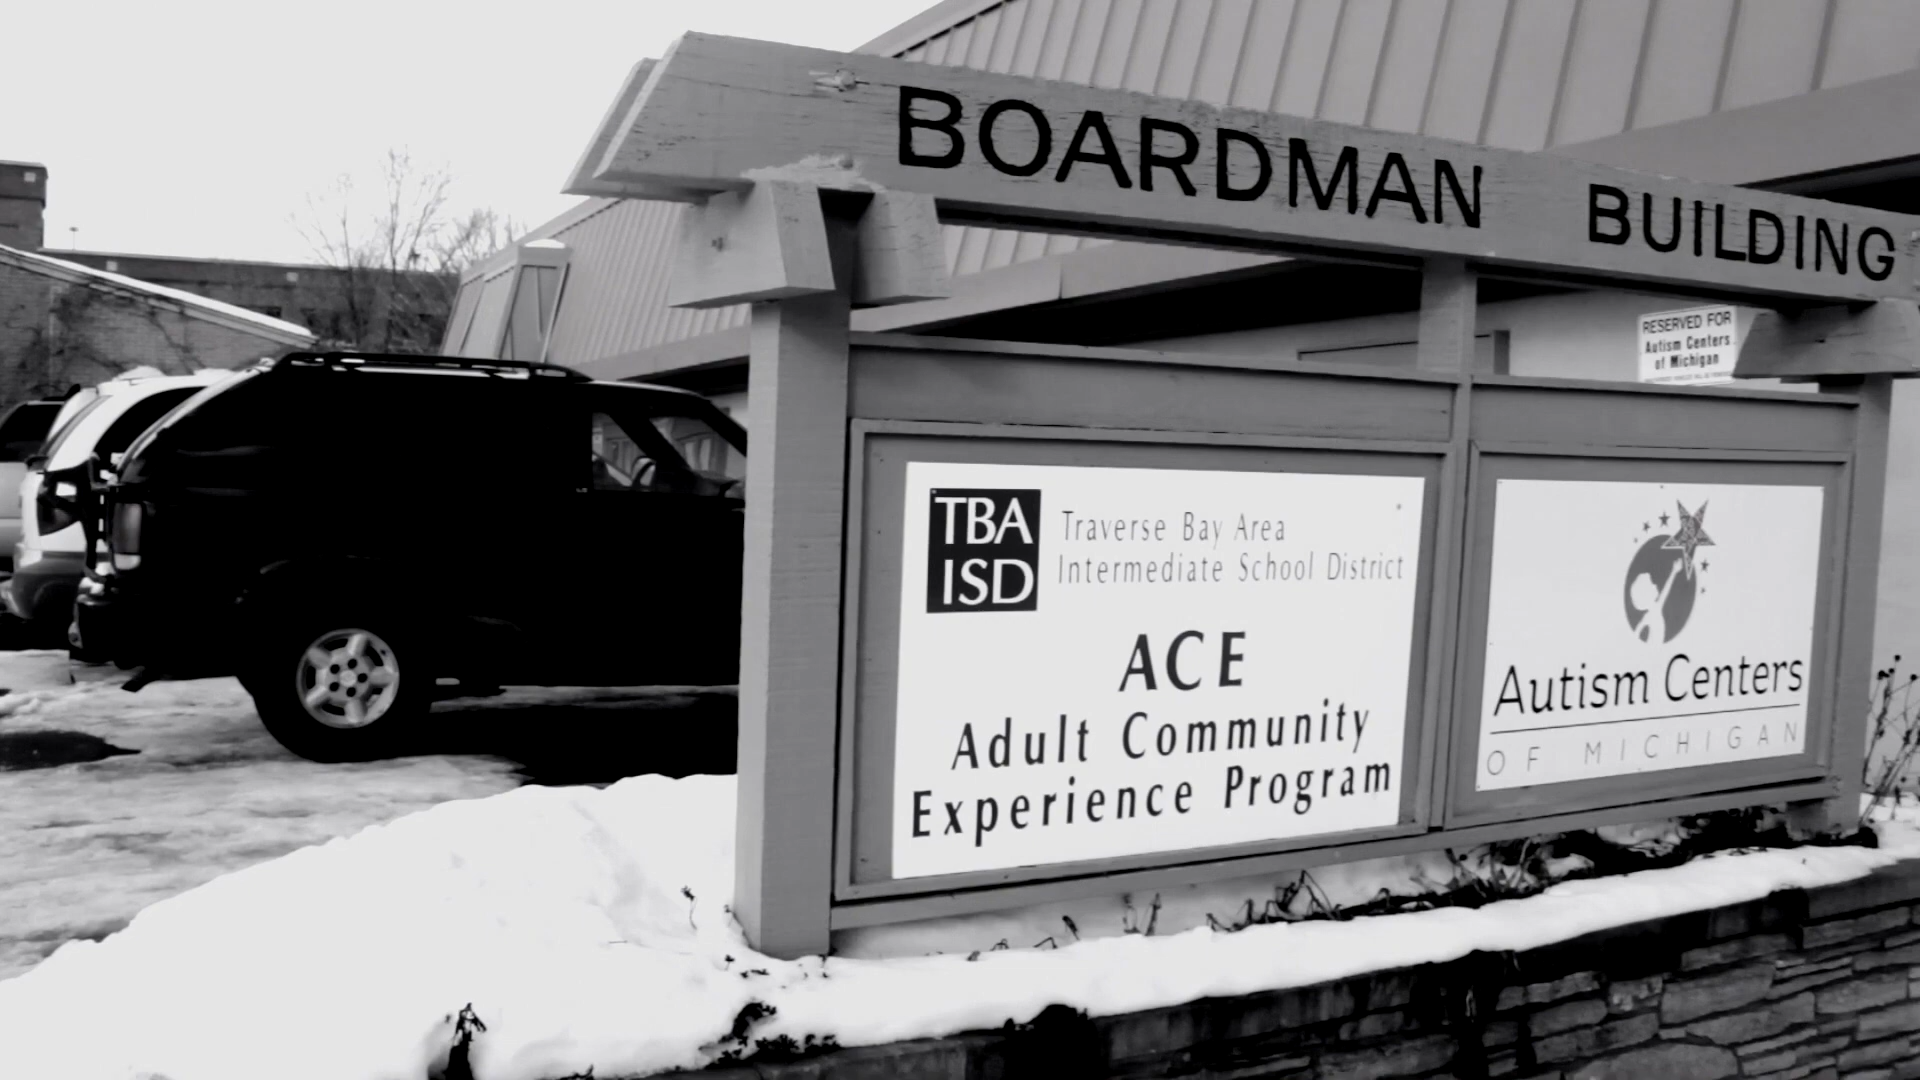 BOARDMAN BUILDING
RESERVED FOR
Autism Centers
of Michigan
TBA
ISD
Traverse Bay Area
Intermediate School District
ACE
Adult Community
Experience Program
Autism Centers
OF MICHIGAN